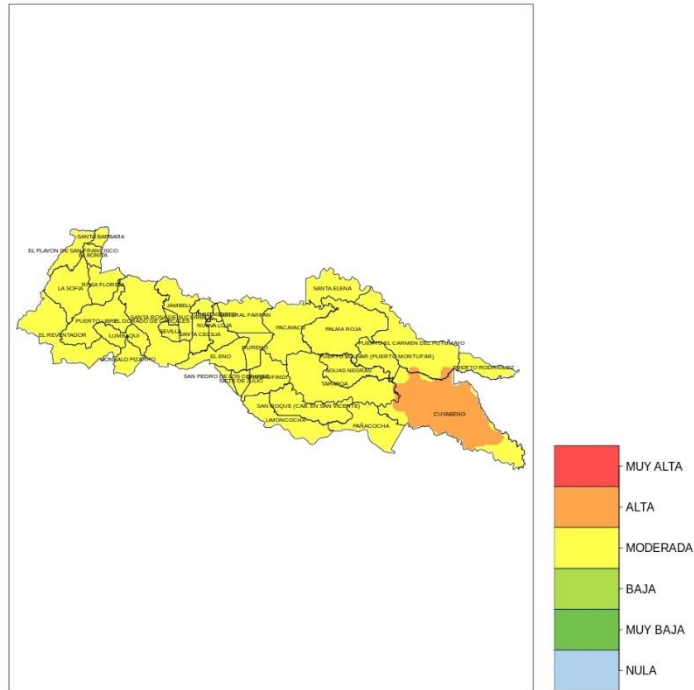 SANTA BARBARA
EL PLAYON DE SAN FRANCISCO
LA BONITA
LA SOFIA
ROSA FLORIDA
SANTA ELENA
JAMBELI
PUERTO LIBRE
EL DORADO DE CASCALES
SANTA ROSA DE SUCUMBIOS
GENERAL FARFAN
PACAYACU
PALMA ROJA
EL REVENTADOR
LUMBAQUI
SEVILLA
SANTA CECILIA
NUEVA LOJA
PUERTO EL CARMEN DEL PUTUMAYO
GONZALO PIZARRO
EL ENO
DURENO
PUERTO BOLIVAR (PUERTO MONTUFAR)
AGUAS NEGRAS
PUERTO RODRIGUEZ
SAN PEDRO DE LOS COFANES
SHUSHUFINDI
SIETE DE JULIO
TARAPOA
SAN ROQUE (CAB. EN SAN VICENTE)
CUYABENO
LIMONCOCHA
PAÑACOCHA
MUY ALTA
ALTA
MODERADA
BAJA
MUY BAJA
NULA